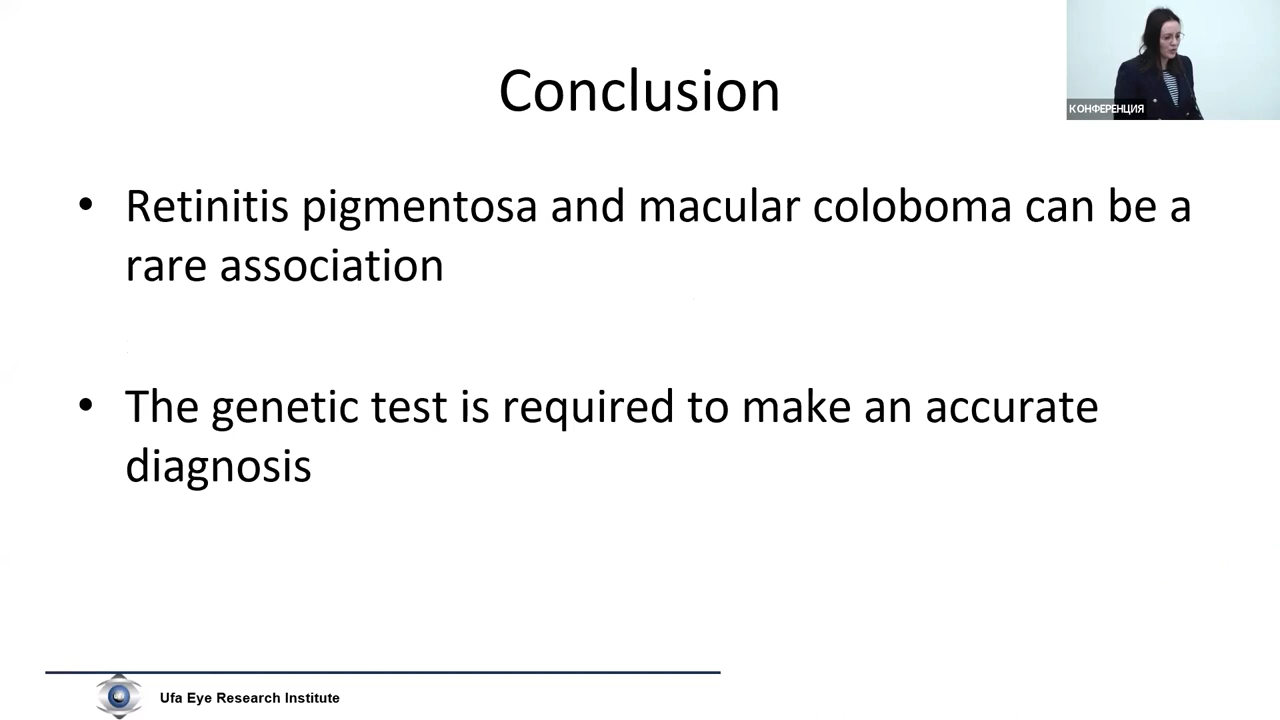 Conclusion
КОНФЕРЕНЦИЯ
• Retinitis pigmentosa and macular coloboma can be a
rare association
• The genetic test is required to make an accurate
diagnosis
Ufa Eye Research Institute